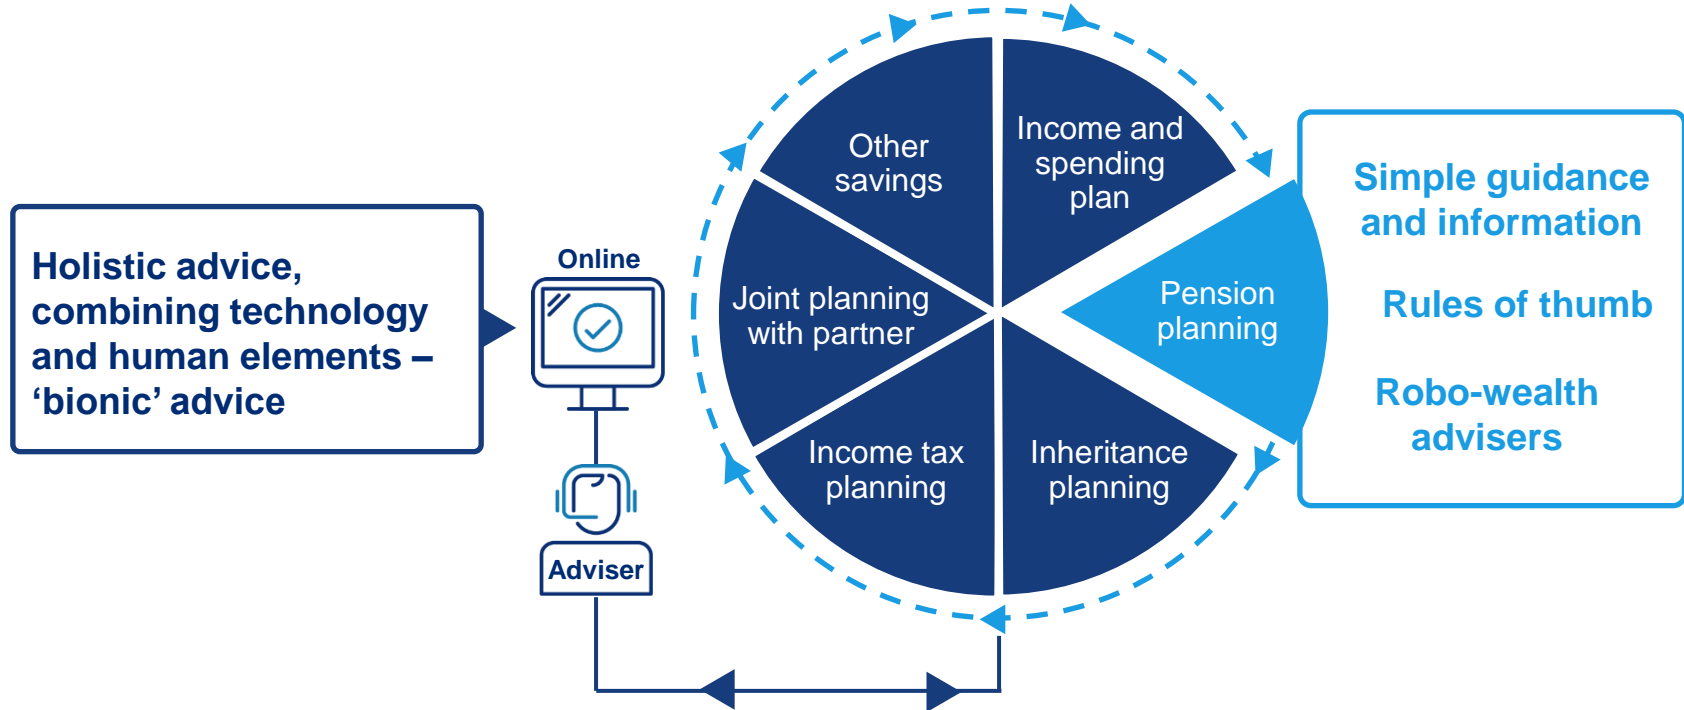 Holistic advice,
combining technology
and human elements –
‘bionic’ advice
Online
Adviser
Other
savings
Income and
spending
plan
Joint planning
with partner
Pension
planning
Income tax
planning
Inheritance
planning
Simple guidance
and information
Rules of thumb
Robo-wealth
advisers